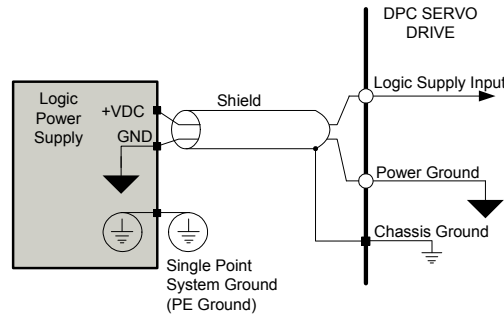 DPC SERVO
DRIVE
Logic
Power
Supply
+VDC
GND
Shield
Logic Supply Input
Power Ground
Chassis Ground
Single Point
System Ground
(PE Ground)